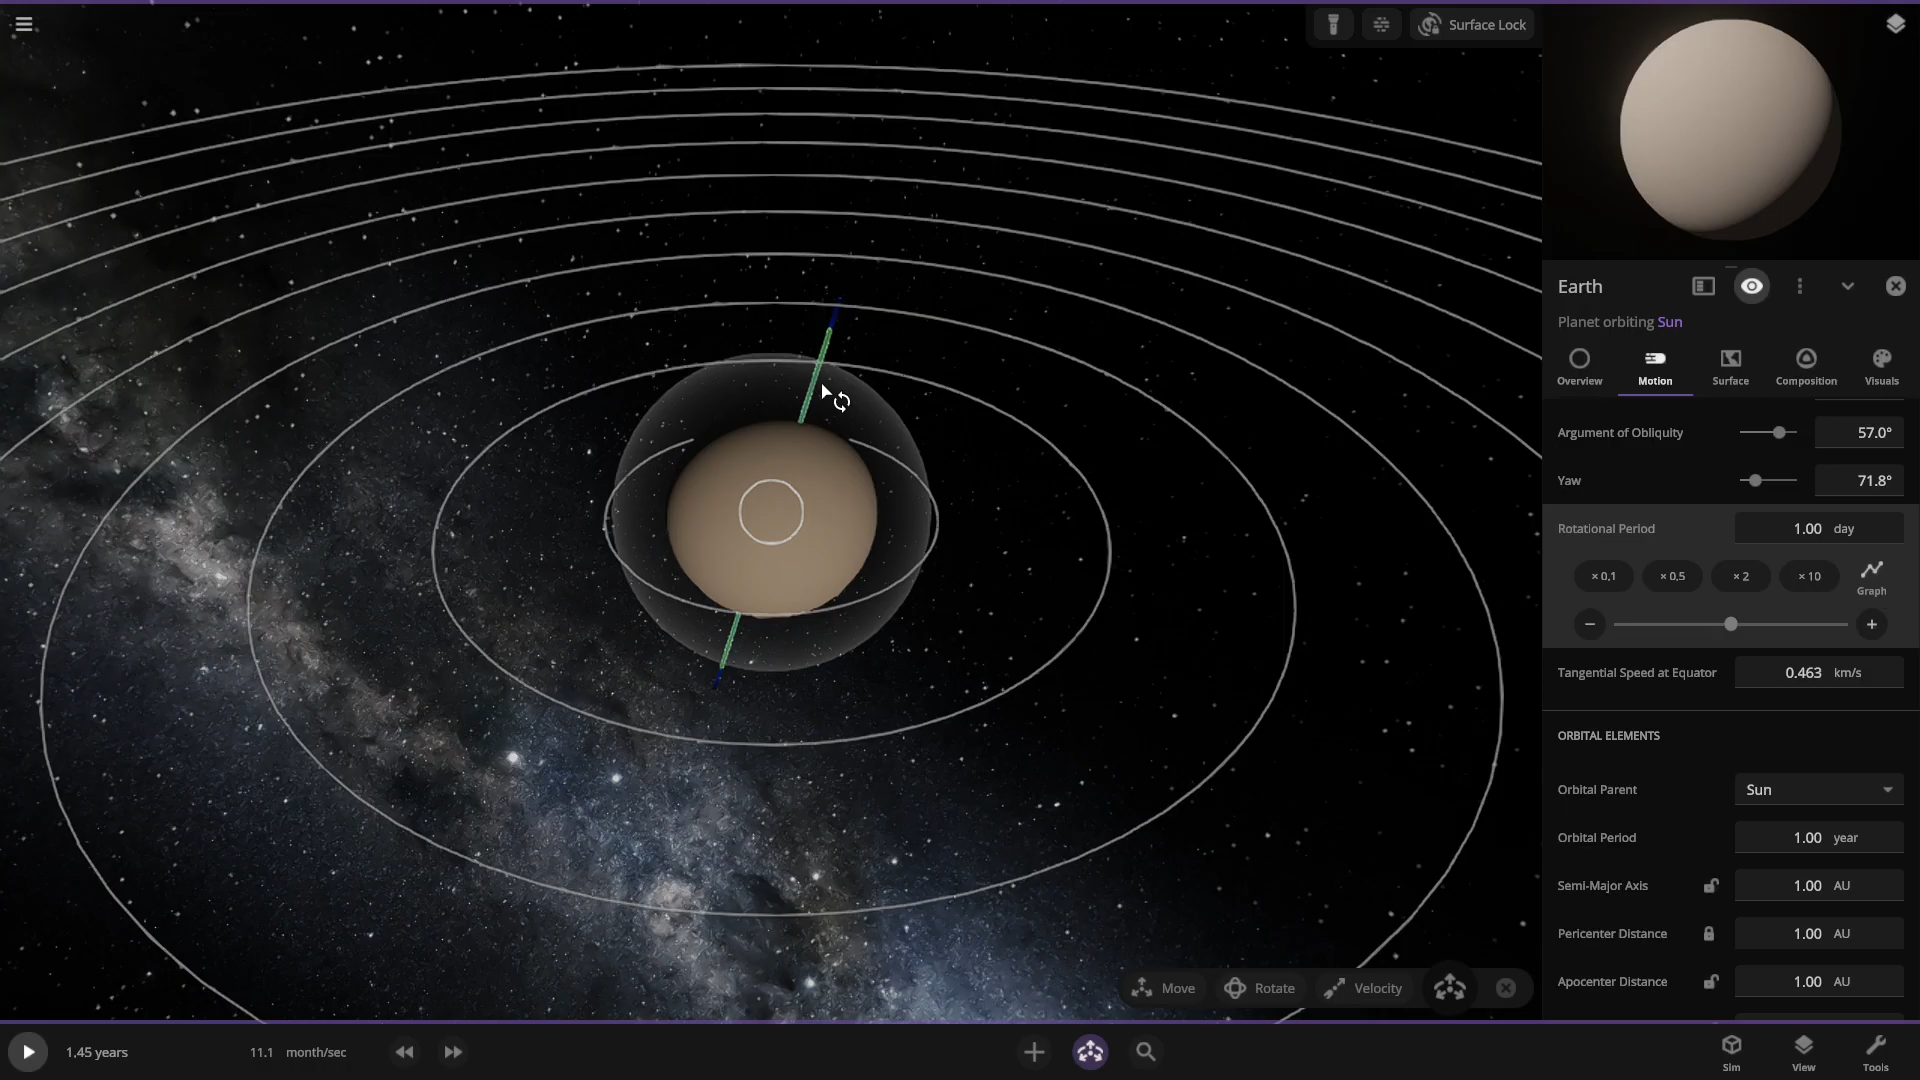 Surface Lock
Earth
Planet orbiting Sun
Overview Motion Surface Composition Visuals
Argument of Obliquity 57.0°
Yaw 71.8°
Rotational Period 1.00 day
× 0.1 × 0.5 × 2 × 10 Graph
Tangential Speed at Equator 0.463 km/s
ORBITAL ELEMENTS
Orbital Parent Sun
Orbital Period 1.00 year
Semi-Major Axis 1.00 AU
Pericenter Distance 1.00 AU
Apocenter Distance 1.00 AU
Move Rotate Velocity
1.45 years 11.1 month/sec
Sim View Tools